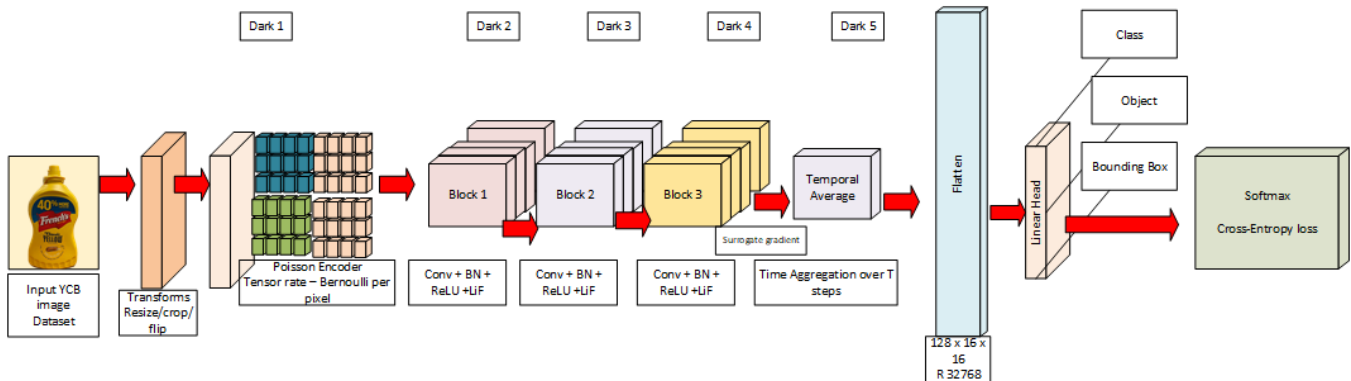 Dark 1
Dark 2
Dark 3
Dark 4
Dark 5
Class
Object
Bounding Box
40% MORE
French's
Block 1
Block 2
Block 3
Temporal
Average
Flatten
Linear Head
Softmax
Cross-Entropy loss
Surrogate gradient
Input YCB
image
Dataset
Transforms
Resize/crop/
flip
Poisson Encoder
Tensor rate – Bernoulli per
pixel
Conv + BN +
ReLU +LiF
Conv + BN +
ReLU +LiF
Conv + BN +
ReLU +LiF
Time Aggregation over T
steps
128 x 16 x
16
R 32768